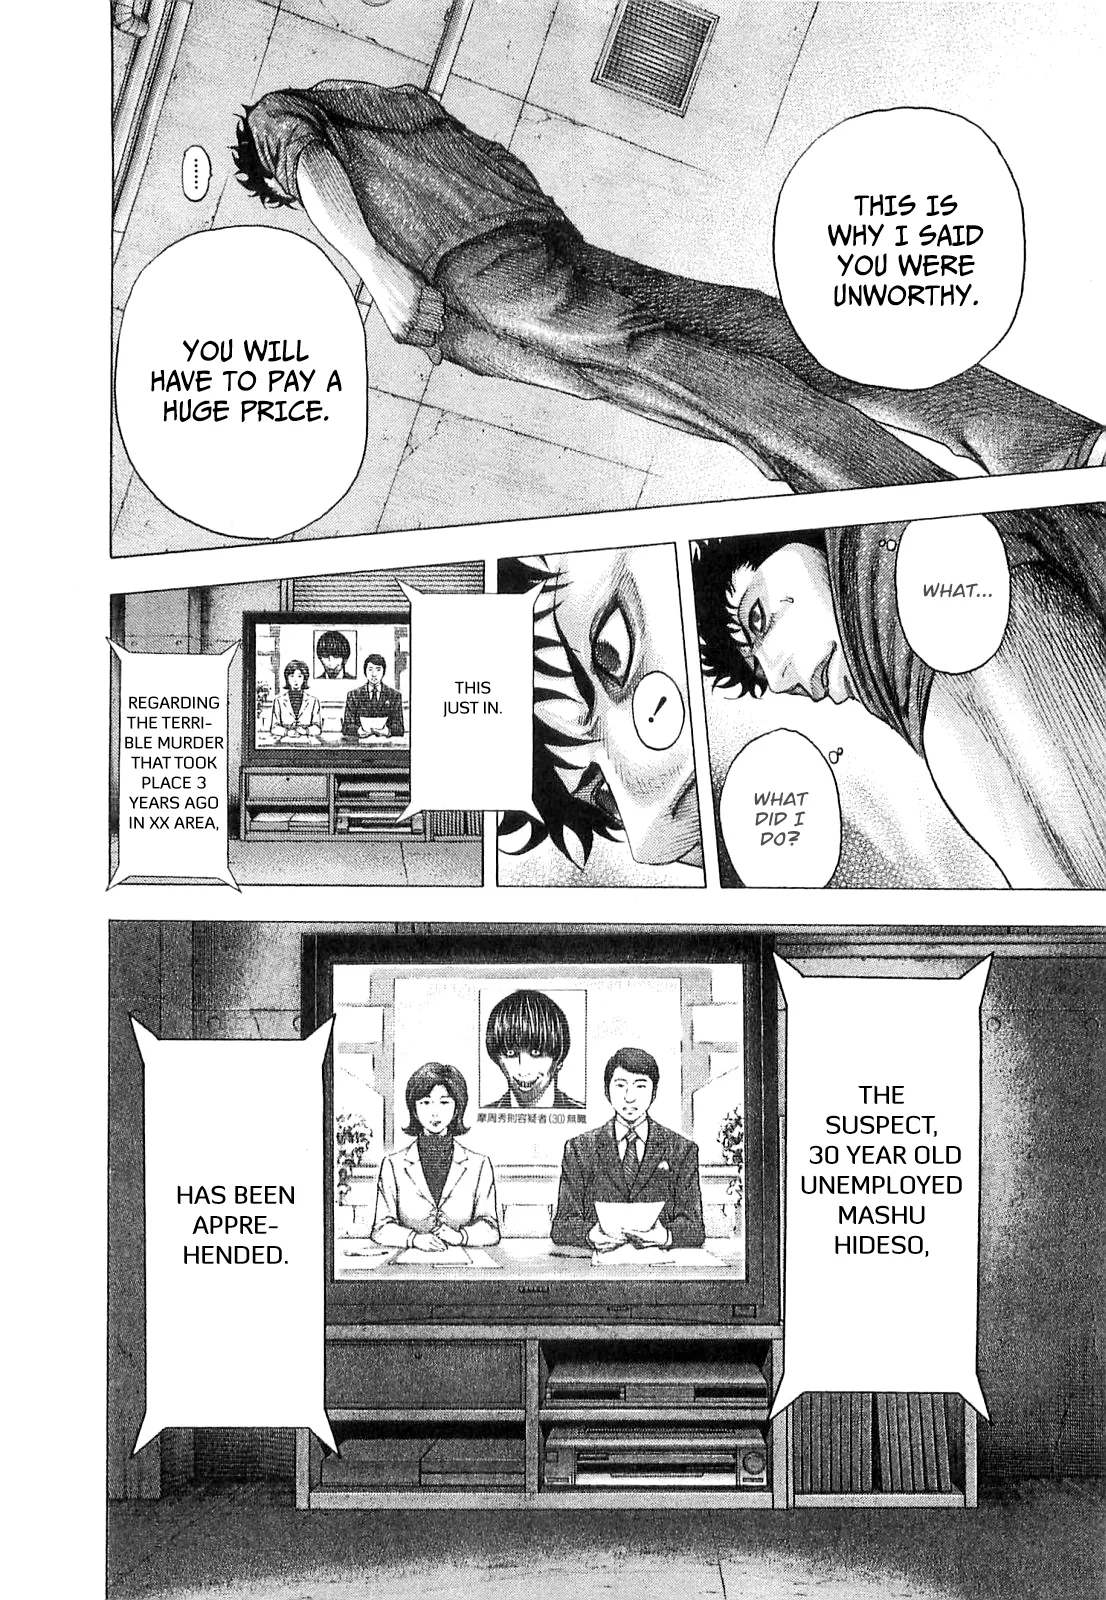 THIS IS
WHY I SAID
YOU WERE
UNWORTHY.
......
YOU WILL
HAVE TO PAY A
HUGE PRICE.
WHAT...
WHAT
DID I
DO?
!
THIS
JUST IN.
REGARDING
THE TERRI-
BLE MURDER
THAT TOOK
PLACE 3
YEARS AGO
IN XX AREA,
THE
SUSPECT,
30 YEAR OLD
UNEMPLOYED
MASHU
HIDESO,
摩周秀則容疑者(30)無職
HAS BEEN
APPRE-
HENDED.